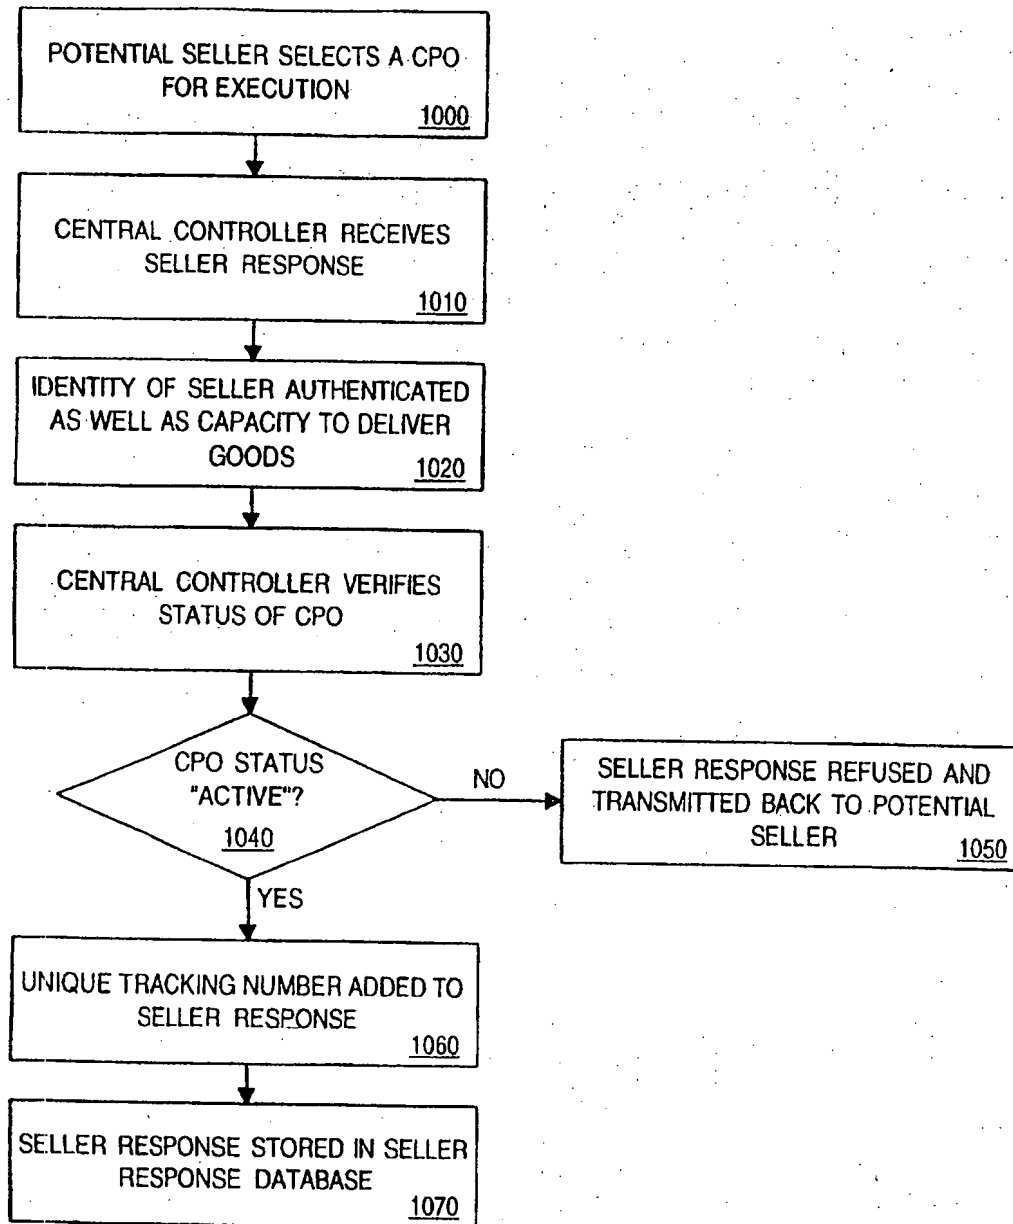 POTENTIAL SELLER SELECTS A CPO
FOR EXECUTION
1000
CENTRAL CONTROLLER RECEIVES
SELLER RESPONSE
1010
IDENTITY OF SELLER AUTHENTICATED
AS WELL AS CAPACITY TO DELIVER
GOODS
1020
CENTRAL CONTROLLER VERIFIES
STATUS OF CPO
1030
CPO STATUS
"ACTIVE"?
1040
NO
SELLER RESPONSE REFUSED AND
TRANSMITTED BACK TO POTENTIAL
SELLER
1050
YES
UNIQUE TRACKING NUMBER ADDED TO
SELLER RESPONSE
1060
SELLER RESPONSE STORED IN SELLER
RESPONSE DATABASE
1070